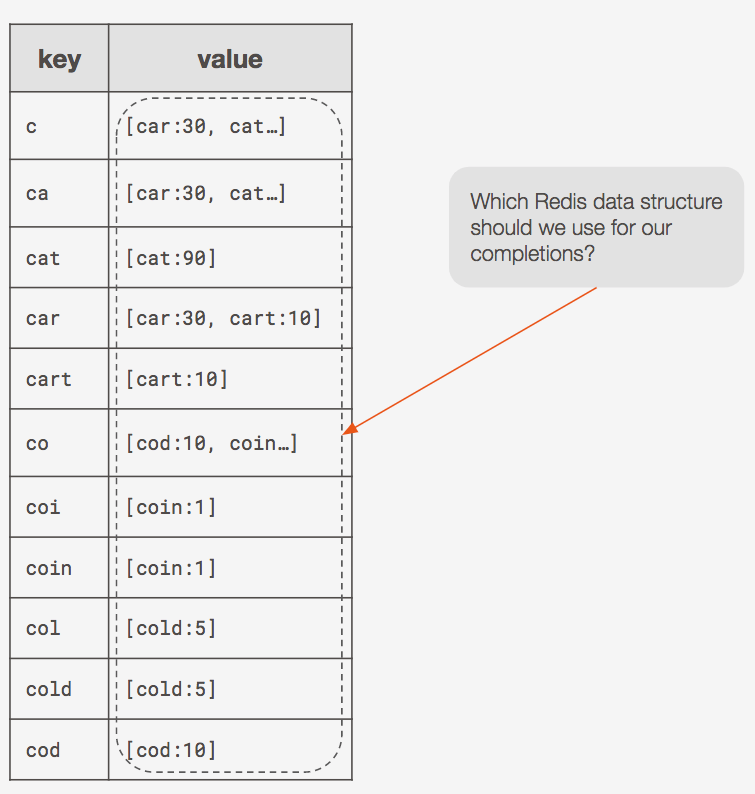 key value
c [car:30, cat…]
ca [car:30, cat…]
cat [cat:90]
car [car:30, cart:10]
cart [cart:10]
co [cod:10, coin…]
coi [coin:1]
coin [coin:1]
col [cold:5]
cold [cold:5]
cod [cod:10]
Which Redis data structure
should we use for our
completions?